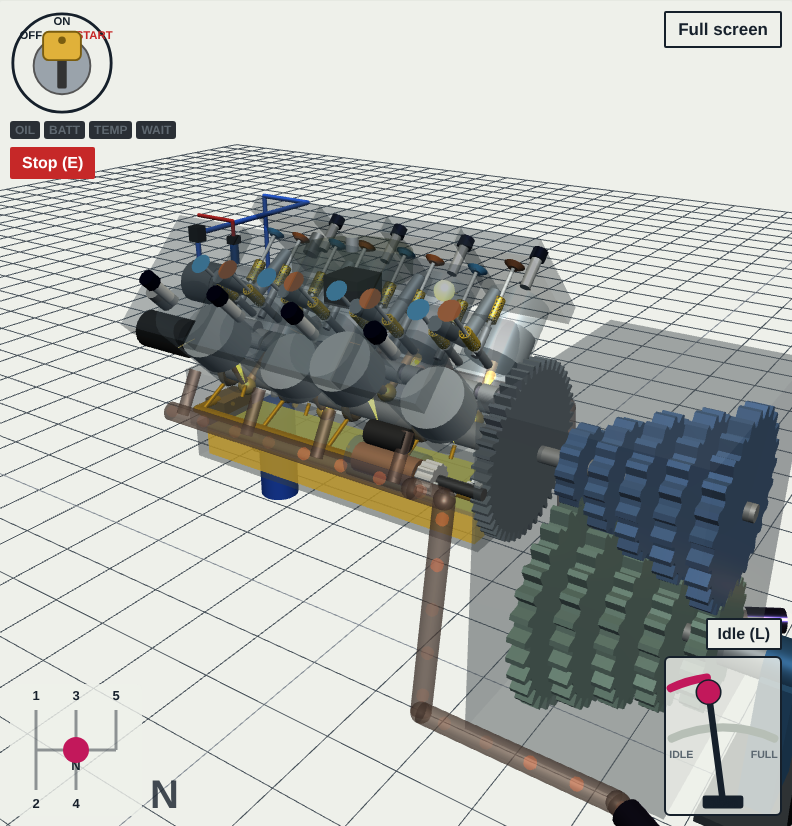 ON
OFF
START
Full screen
OIL BATT TEMP WAIT
Stop (E)
Idle (L)
1 3 5
N
2 4
N
IDLE FULL